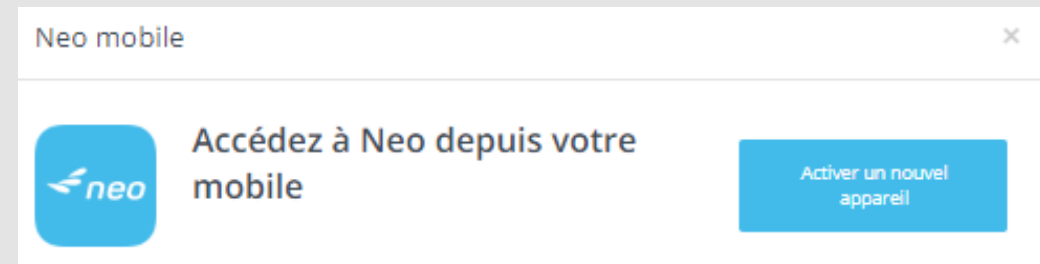 Neo mobile ×
Accédez à Neo depuis votre
mobile
neo
Activer un nouvel
appareil